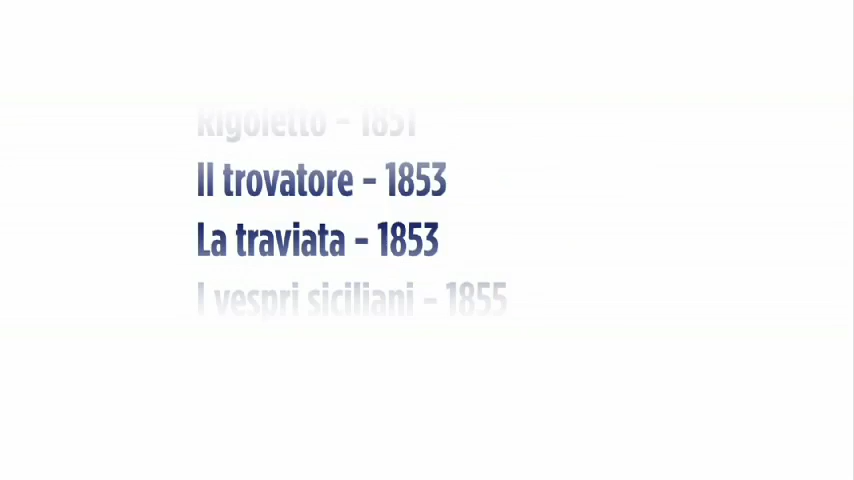 Rigoletto - 1851
Il trovatore - 1853
La traviata - 1853
I vespri siciliani - 1855